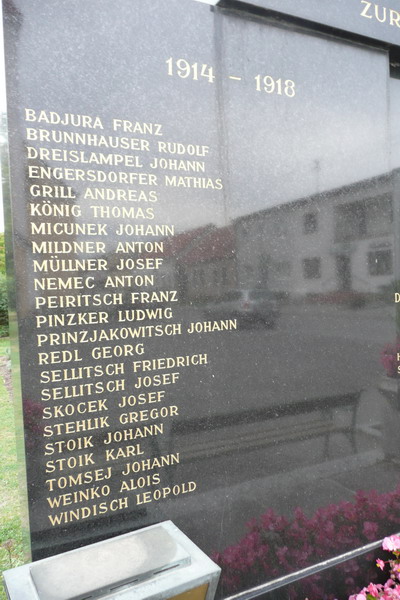 ZUR
1914 – 1918
BADJURA FRANZ
BRUNNHAUSER RUDOLF
DREISLAMPEL JOHANN
ENGERSDORFER MATHIAS
GRILL ANDREAS
KÖNIG THOMAS
MICUNEK JOHANN
MILDNER ANTON
MÜLLNER JOSEF
NEMEC ANTON
PEIRITSCH FRANZ
PINZKER LUDWIG
PRINZJAKOWITSCH JOHANN
REDL GEORG
SELLITSCH FRIEDRICH
SELLITSCH JOSEF
SKOCEK JOSEF
STEHLIK GREGOR
STOIK JOHANN
STOIK KARL
TOMSEJ JOHANN
WEINKO ALOIS
WINDISCH LEOPOLD